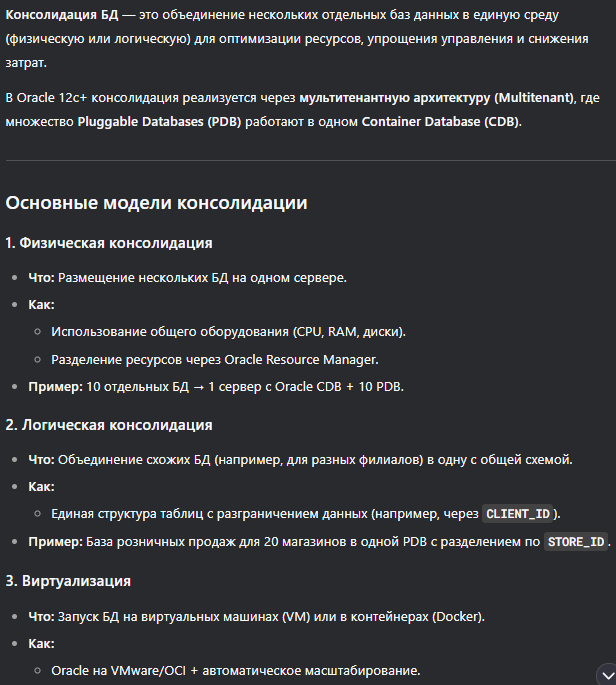 Консолидация БД — это объединение нескольких отдельных баз данных в единую среду
(физическую или логическую) для оптимизации ресурсов, упрощения управления и снижения
затрат.
В Oracle 12c+ консолидация реализуется через мультитенантную архитектуру (Multitenant), где
множество Pluggable Databases (PDB) работают в одном Container Database (CDB).
Основные модели консолидации
1. Физическая консолидация
• Что: Размещение нескольких БД на одном сервере.
• Как:
○ Использование общего оборудования (CPU, RAM, диски).
○ Разделение ресурсов через Oracle Resource Manager.
• Пример: 10 отдельных БД → 1 сервер с Oracle CDB + 10 PDB.
2. Логическая консолидация
• Что: Объединение схожих БД (например, для разных филиалов) в одну с общей схемой.
• Как:
○ Единая структура таблиц с разграничением данных (например, через CLIENT_ID).
• Пример: База розничных продаж для 20 магазинов в одной PDB с разделением по STORE_ID.
3. Виртуализация
• Что: Запуск БД на виртуальных машинах (VM) или в контейнерах (Docker).
• Как:
○ Oracle на VMware/OCI + автоматическое масштабирование.